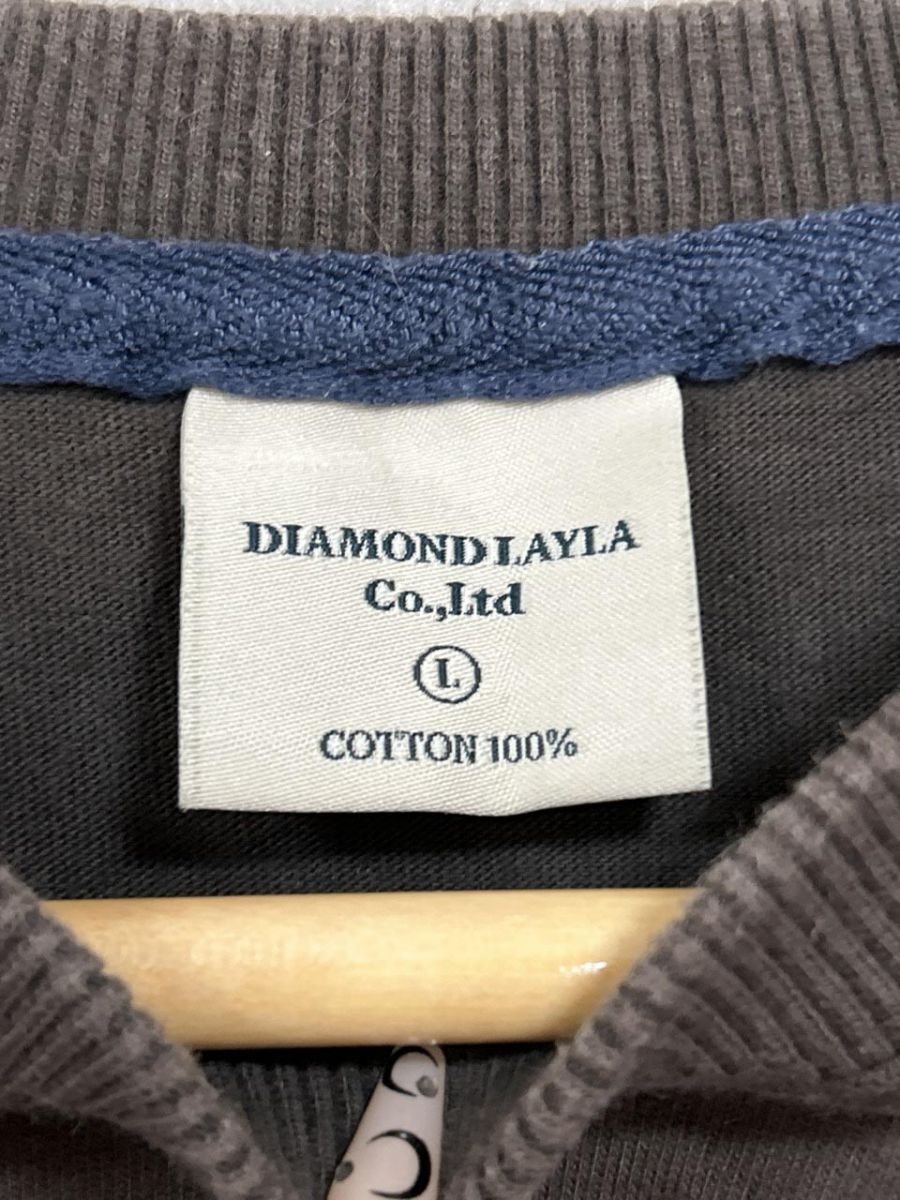 DIAMOND LAYLA
Co.,Ltd
L
COTTON 100%